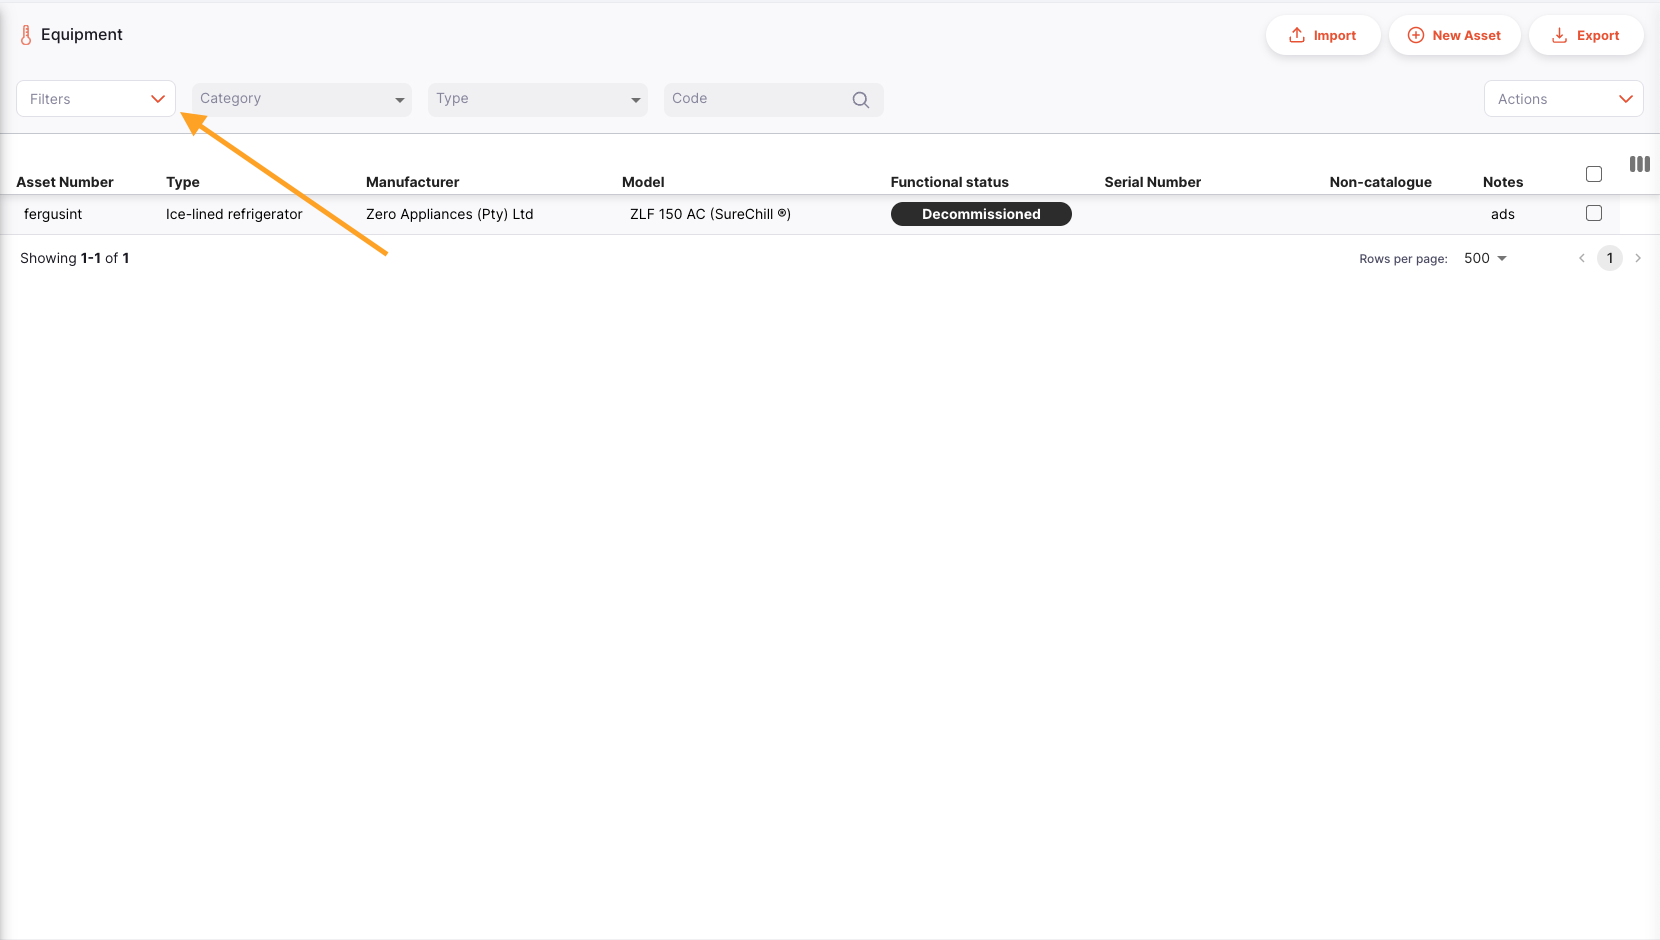 Equipment
Import New Asset Export
Filters Category Type Code Actions
Asset Number Type Manufacturer Model Functional status Serial Number Non-catalogue Notes
fergusint Ice-lined refrigerator Zero Appliances (Pty) Ltd ZLF 150 AC (SureChill ®) Decommissioned ads
Showing 1-1 of 1 Rows per page: 500 1